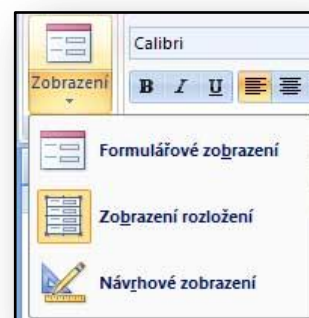 Calibri
Zobrazení
B I U
Formulářové zobrazení
Zobrazení rozložení
Návrhové zobrazení